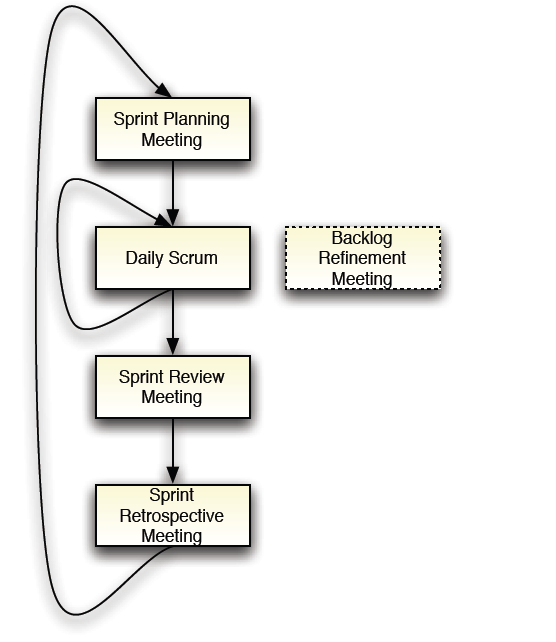 Sprint Planning
Meeting
Daily Scrum
Backlog
Refinement
Meeting
Sprint Review
Meeting
Sprint
Retrospective
Meeting